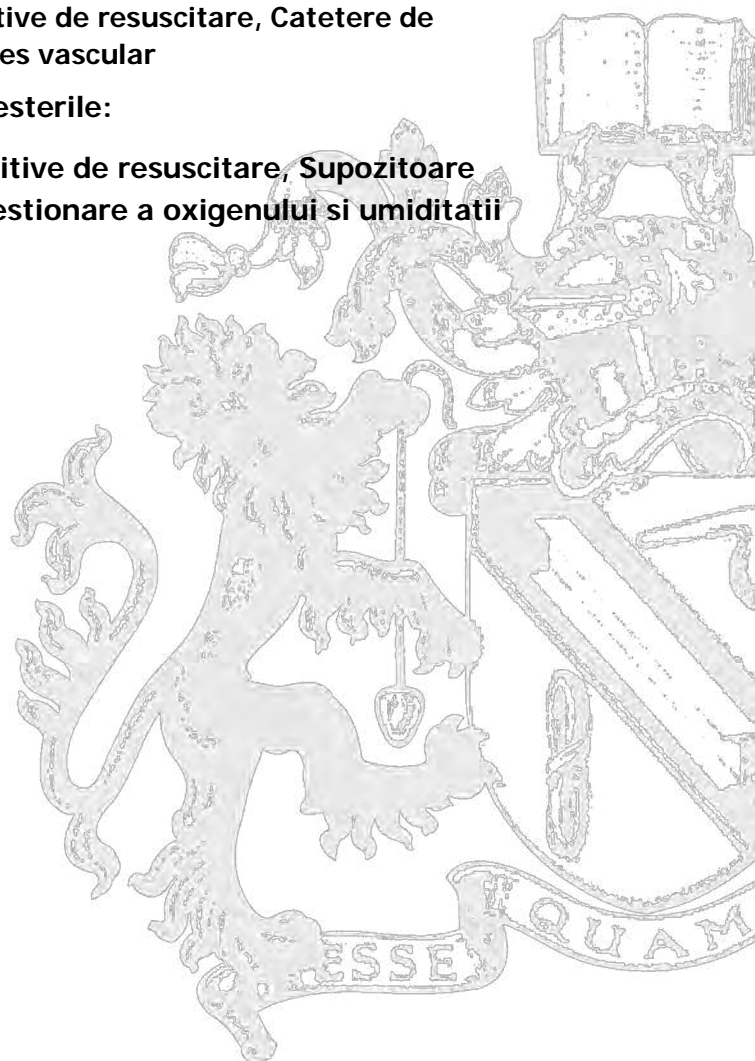 tive de resuscitare, Catetere de
es vascular
esterile:
itive de resuscitare, Supozitoare
estionare a oxigenului si umiditatii
ESSE
QUAM